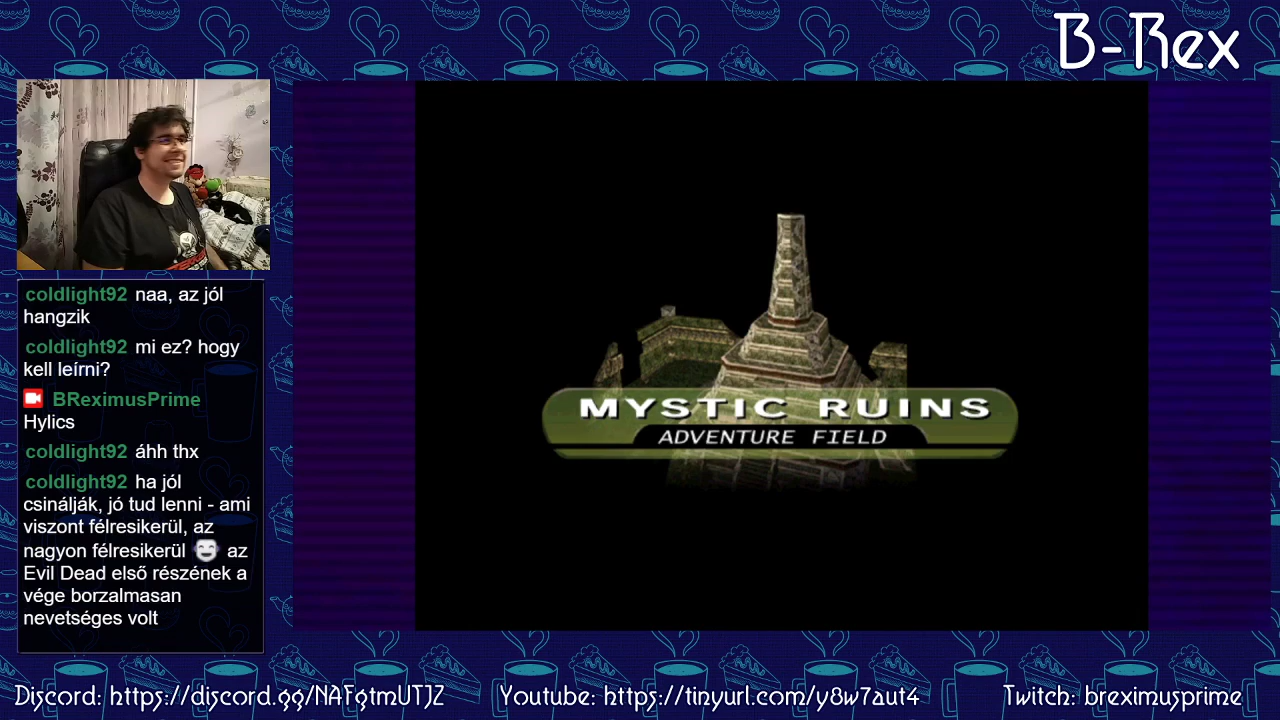 B-Rex
coldlight92 naa, az jól
hangzik
coldlight92 mi ez? hogy
kell leírni?
BReximusPrime
Hylics
coldlight92 áhh thx
coldlight92 ha jól
csinálják, jó tud lenni - ami
viszont félresikerül, az
nagyon félresikerül az
Evil Dead első részének a
vége borzalmasan
nevetséges volt
MYSTIC RUINS
ADVENTURE FIELD
Discord: https://discord.gg/NAFgtmUTJZ
Youtube: https://tinyurl.com/y8w7aut4
Twitch: breximusprime